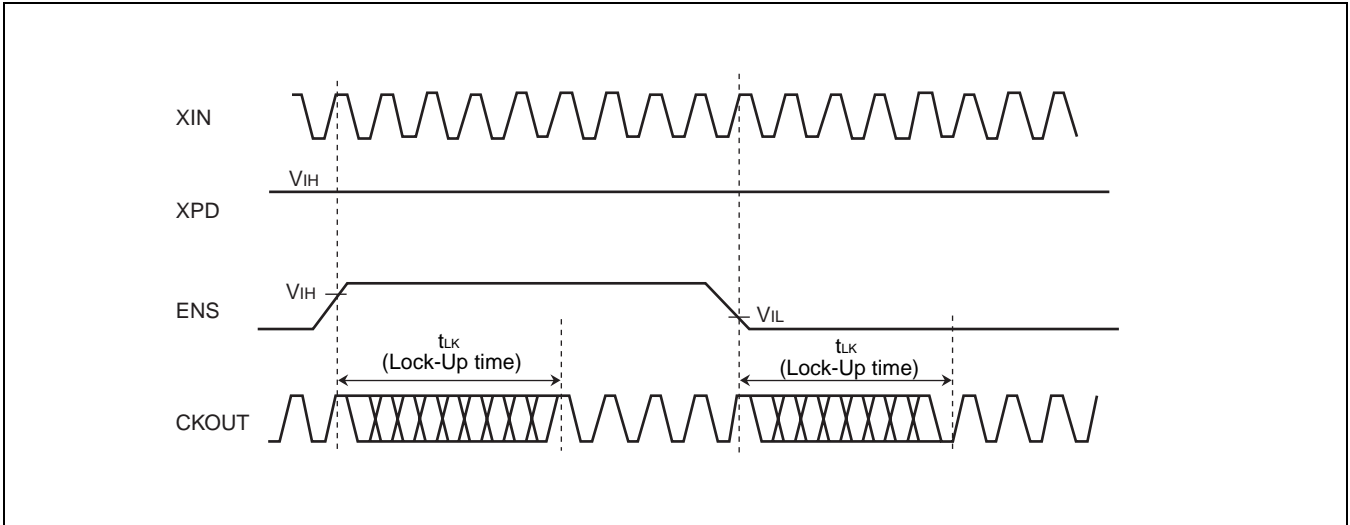 XIN
VIH
XPD
VIH
ENS
VIL
tLK
(Lock-Up time)
tLK
(Lock-Up time)
CKOUT